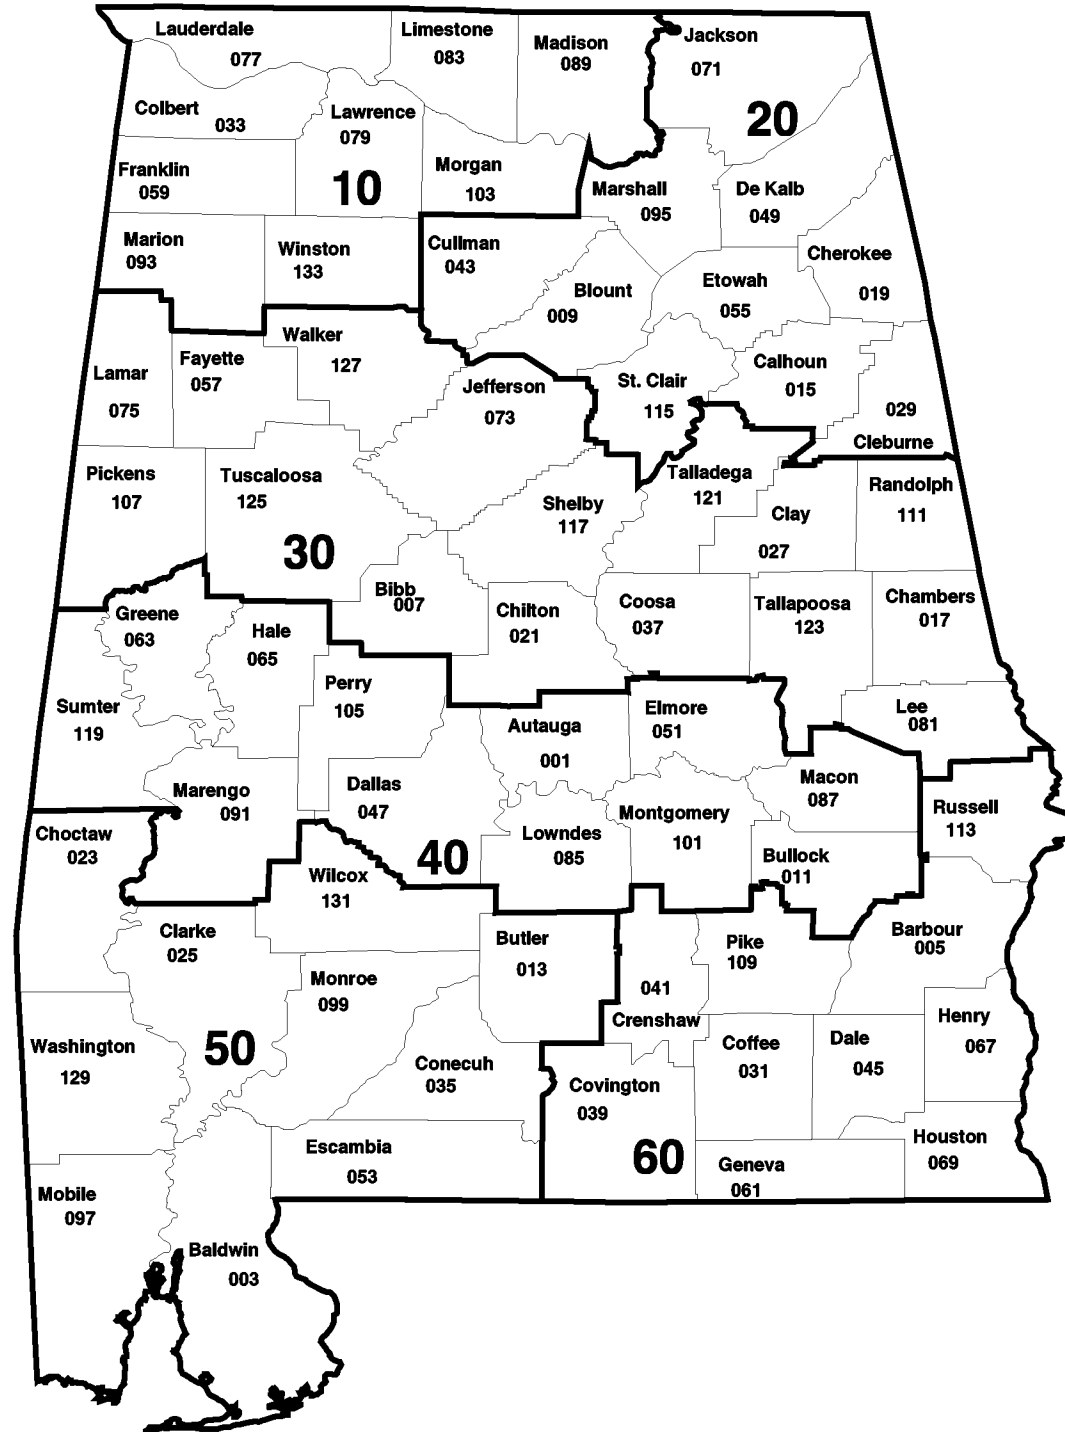 Lauderdale
077
Limestone
083
Madison
089
Jackson
071
20
Colbert
033
Lawrence
079
10
Franklin
059
Morgan
103
Marshall
095
De Kalb
049
Marion
093
Winston
133
Cullman
043
Cherokee
019
Blount
009
Etowah
055
Walker
127
Fayette
057
Lamar
075
Jefferson
073
St. Clair
115
Calhoun
015
029
Cleburne
Pickens
107
Tuscaloosa
125
30
Shelby
117
Talladega
121
Clay
027
Randolph
111
Greene
063
Hale
065
Bibb
007
Chilton
021
Coosa
037
Tallapoosa
123
Chambers
017
Sumter
119
Perry
105
Autauga
001
Elmore
051
Lee
081
Marengo
091
Dallas
047
40
Lowndes
085
Montgomery
101
Macon
087
Russell
113
Choctaw
023
Wilcox
131
Bullock
011
Clarke
025
Butler
013
041
Crenshaw
Pike
109
Barbour
005
Monroe
099
50
Washington
129
Conecuh
035
Covington
039
60
Coffee
031
Dale
045
Henry
067
Escambia
053
Geneva
061
Houston
069
Mobile
097
Baldwin
003